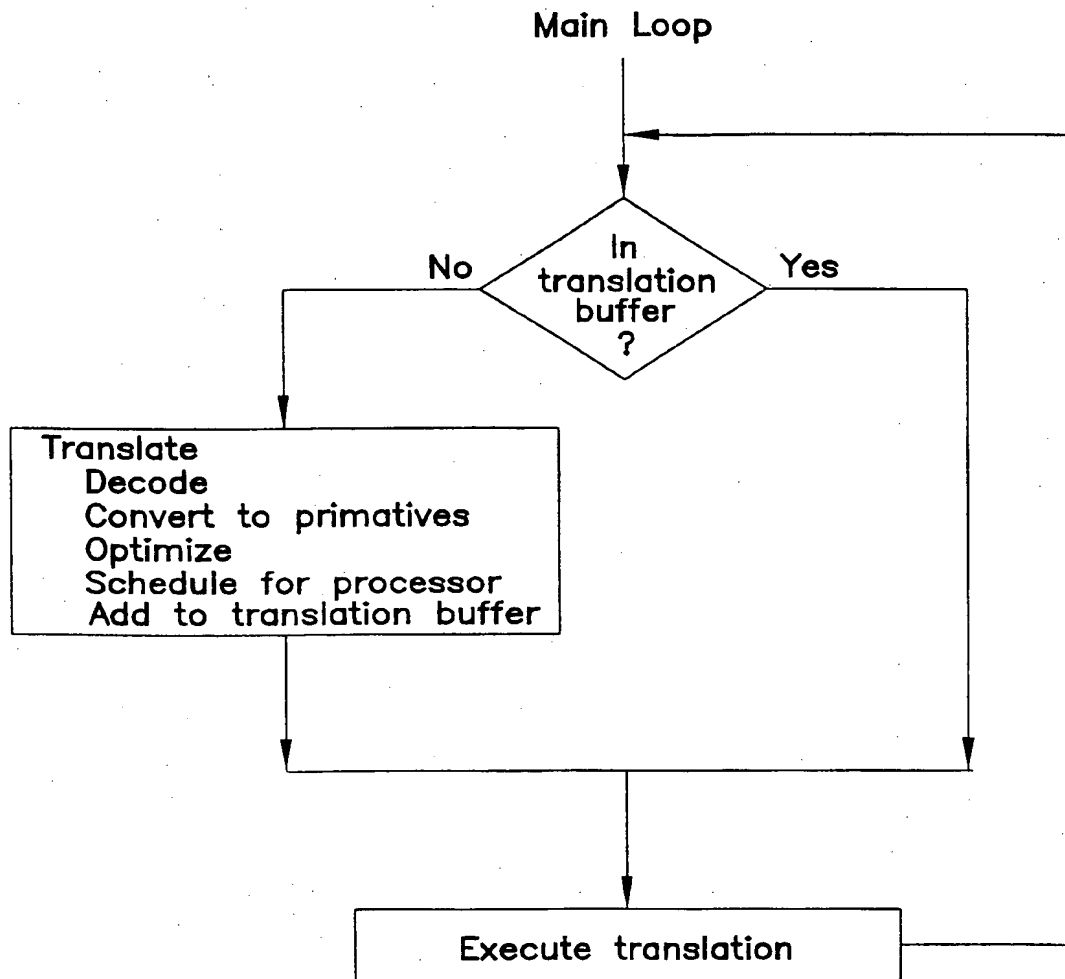 Main Loop
In
translation
buffer
?
No
Yes
Translate
Decode
Convert to primatives
Optimize
Schedule for processor
Add to translation buffer
Execute translation